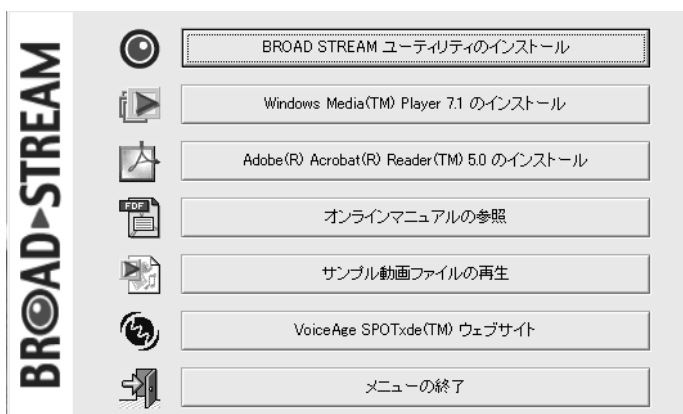 BROAD▶STREAM
BROAD STREAM ユーティリティのインストール
Windows Media(TM) Player 7.1 のインストール
Adobe(R) Acrobat(R) Reader(TM) 5.0 のインストール
PDF
オンラインマニュアルの参照
サンプル動画ファイルの再生
VoiceAge SPOTxde(TM) ウェブサイト
メニューの終了